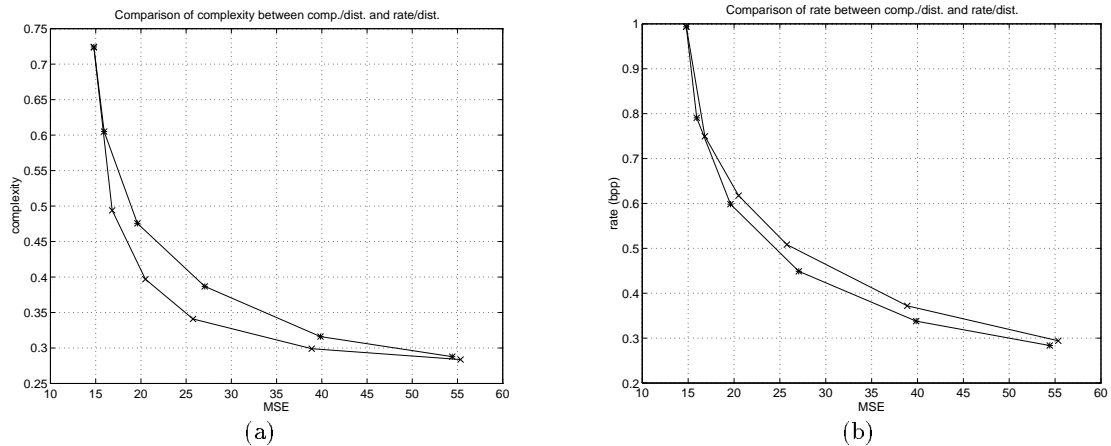 Comparison of complexity between comp./dist. and rate/dist.
0.75
0.7
0.65
0.6
0.55
0.5
0.45
0.4
0.35
0.3
0.25
complexity
10 15 20 25 30 35 40 45 50 55 60
MSE
(a)
Comparison of rate between comp./dist. and rate/dist.
1
0.9
0.8
0.7
0.6
0.5
0.4
0.3
0.2
rate (bpp)
10 15 20 25 30 35 40 45 50 55 60
MSE
(b)